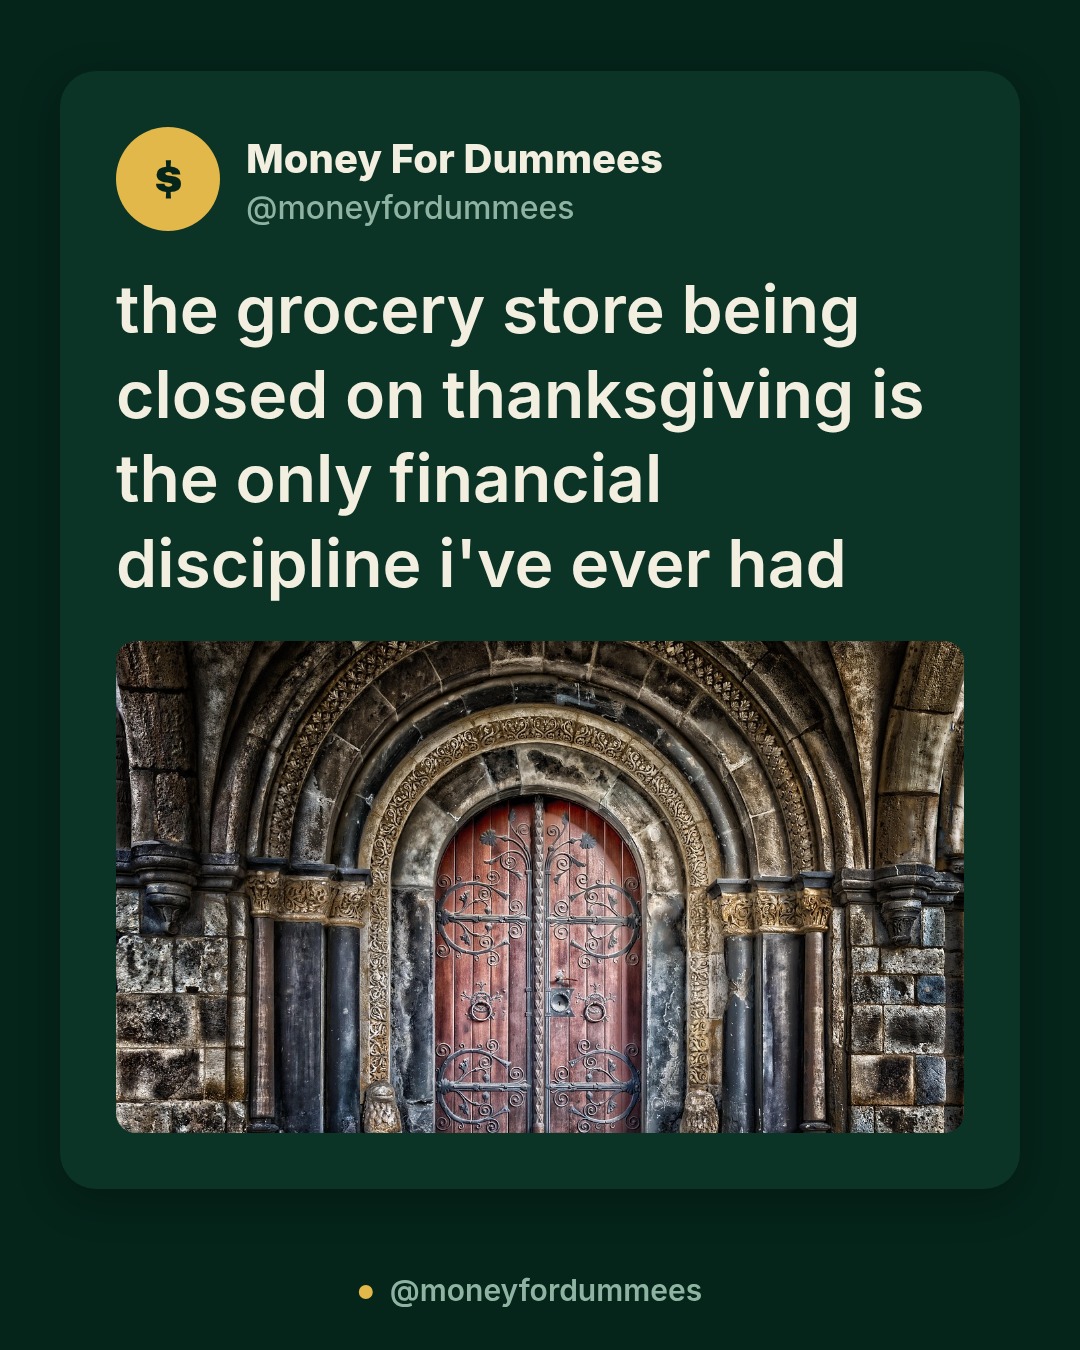 $
Money For Dummees
@moneyfordummees
the grocery store being
closed on thanksgiving is
the only financial
discipline i've ever had
@moneyfordummees